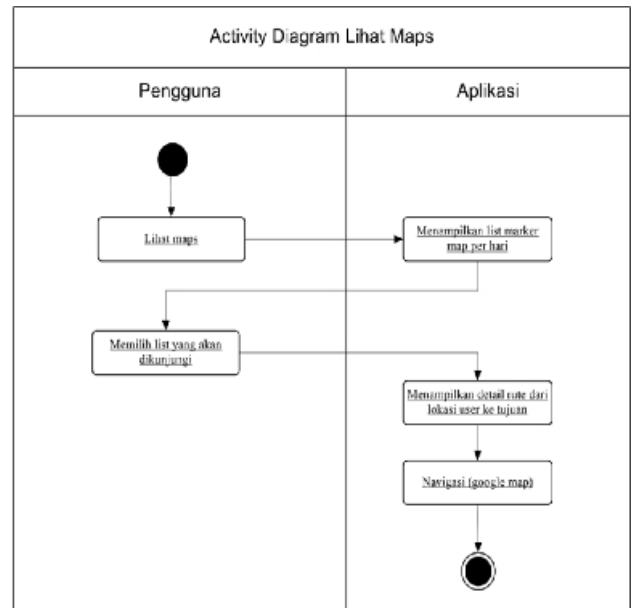 Activity Diagram Lihat Maps
Pengguna
Aplikasi
Lihat maps
Menampilkan list marker
map per hari
Memilih list yang akan
dikunjungi
Menampilkan detail rute dari
lokasi user ke tujuan
Navigasi (google map)